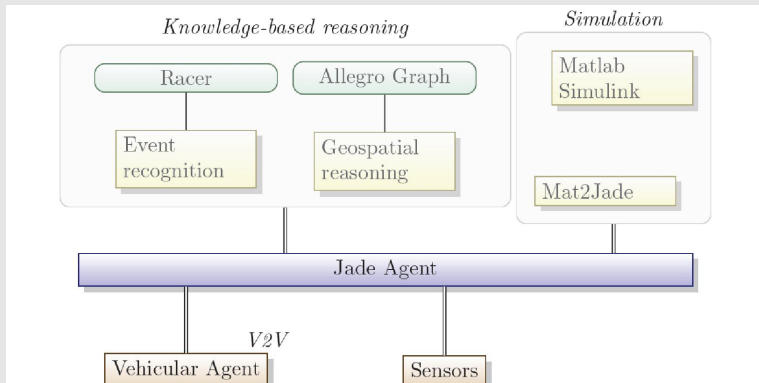 Knowledge-based reasoning
Simulation
Racer
Allegro Graph
Matlab
Simulink
Event
recognition
Geospatial
reasoning
Mat2Jade
Jade Agent
V2V
Vehicular Agent
Sensors